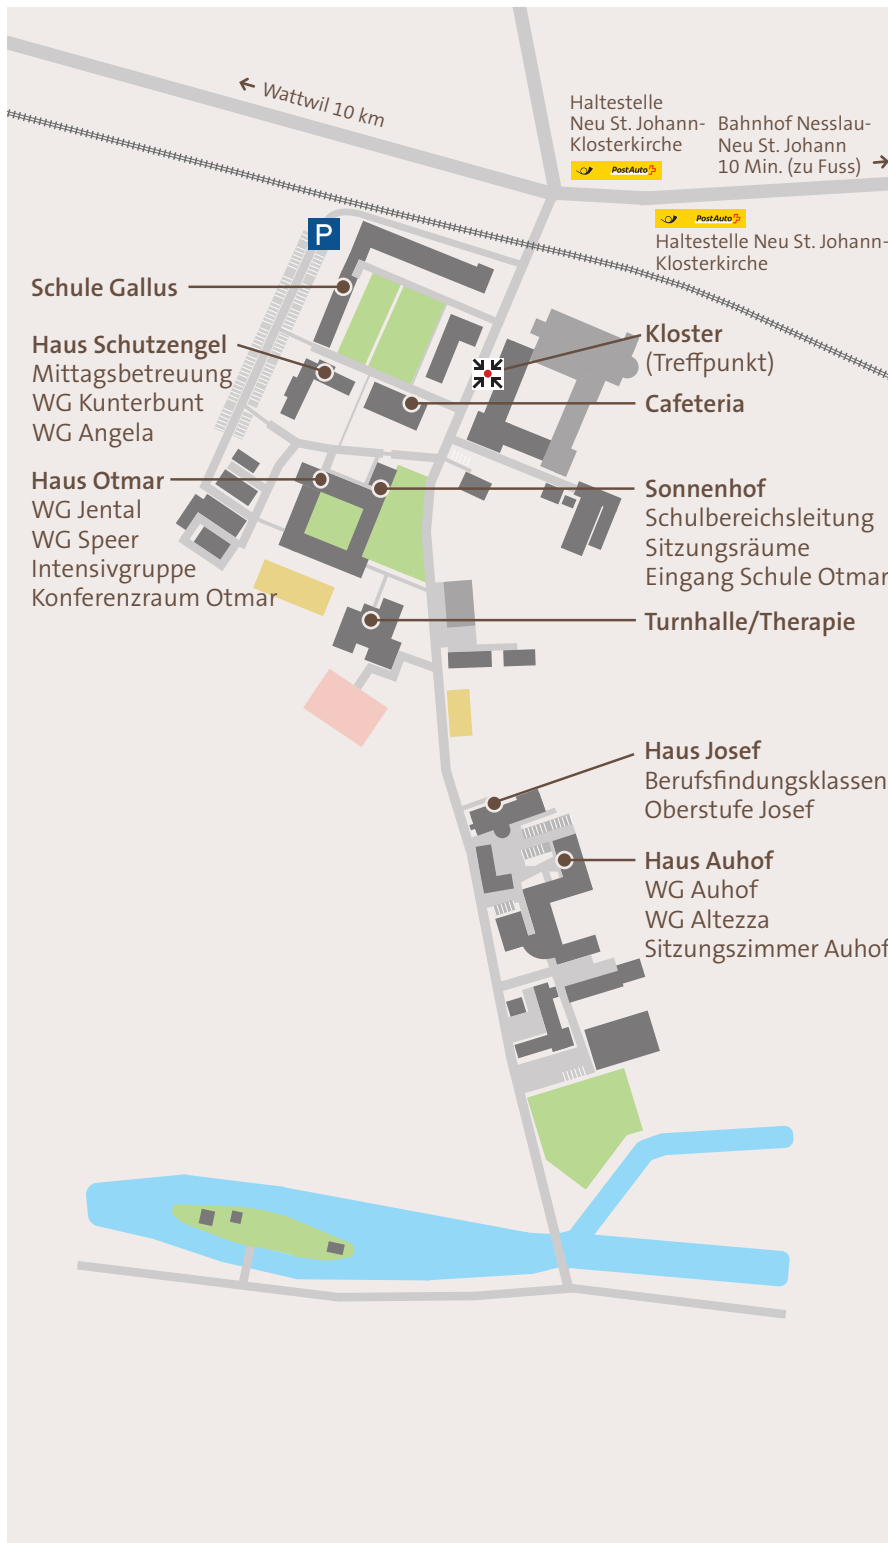 ← Wattwil 10 km
Haltestelle
Neu St. Johann-
Klosterkirche
PostAuto
Bahnhof Nesslau-
Neu St. Johann
10 Min. (zu Fuss) →
PostAuto
Haltestelle Neu St. Johann-
Klosterkirche
P
Schule Gallus
Haus Schutzengel
Mittagsbetreuung
WG Kunterbunt
WG Angela
Haus Otmar
WG Jental
WG Speer
Intensivgruppe
Konferenzraum Otmar
Kloster
(Treffpunkt)
Cafeteria
Sonnenhof
Schulbereichsleitung
Sitzungsräume
Eingang Schule Otmar
Turnhalle/Therapie
Haus Josef
Berufsfindungsklassen
Oberstufe Josef
Haus Auhof
WG Auhof
WG Altezza
Sitzungszimmer Auhof